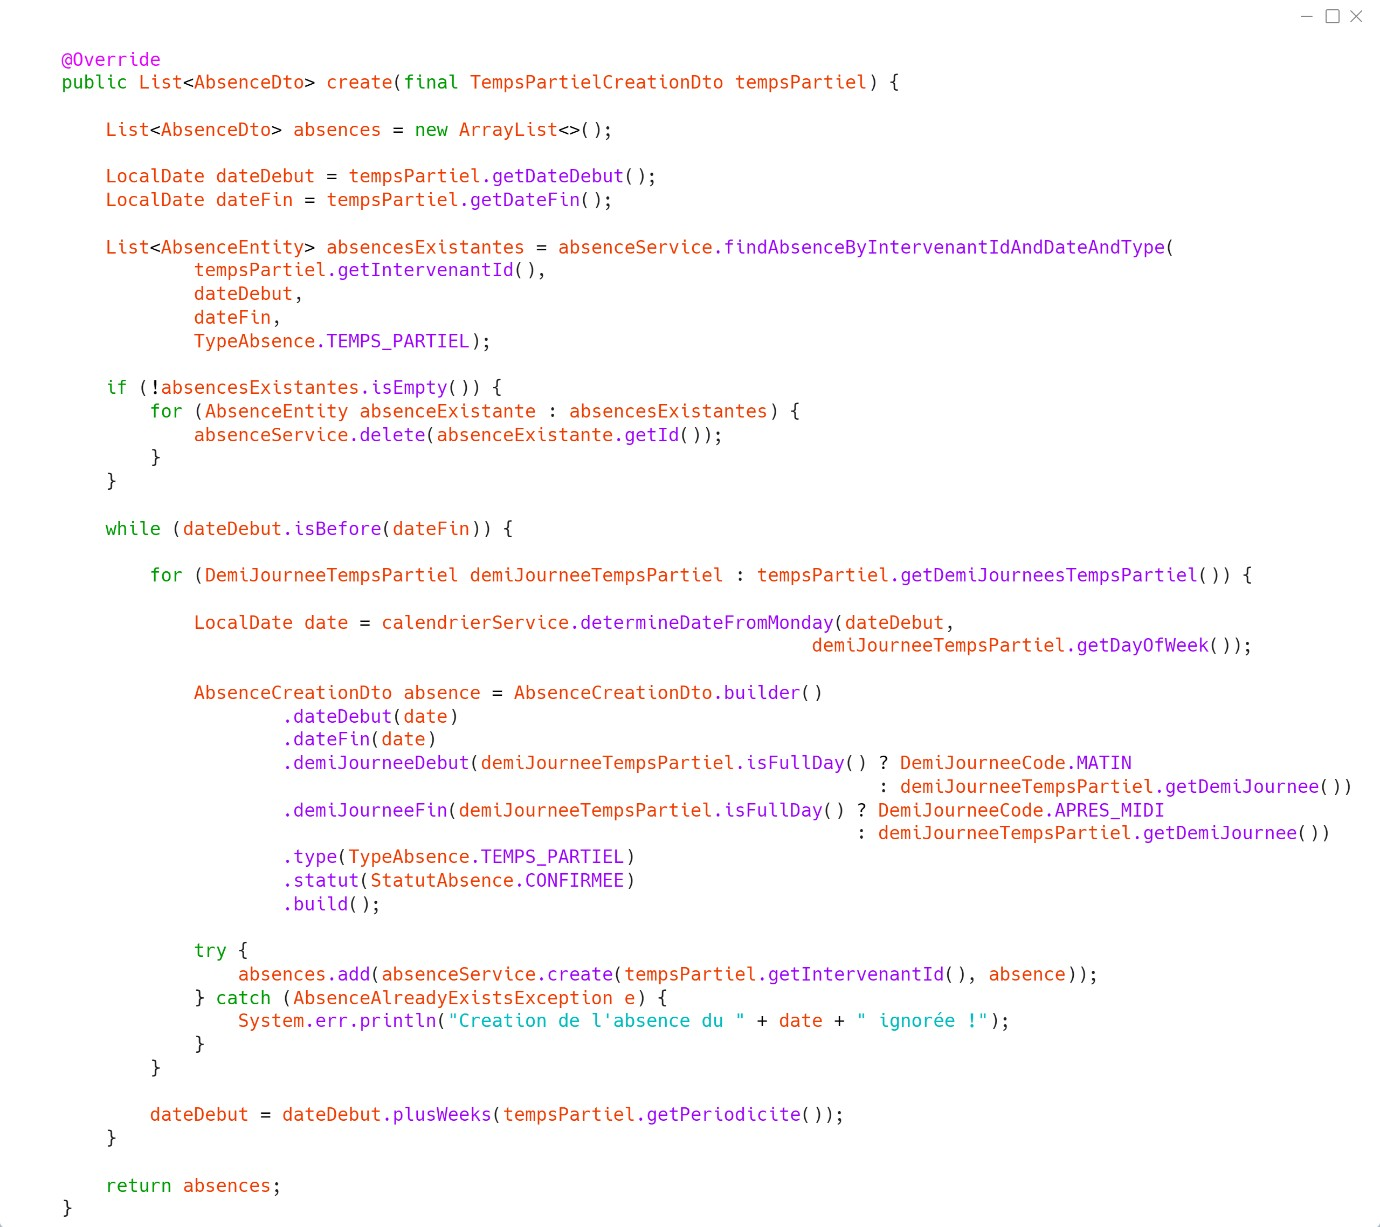 @Override
public List<AbsenceDto> create(final TempsPartielCreationDto tempsPartiel) {
List<AbsenceDto> absences = new ArrayList<>();
LocalDate dateDebut = tempsPartiel.getDateDebut();
LocalDate dateFin = tempsPartiel.getDateFin();
List<AbsenceEntity> absencesExistantes = absenceService.findAbsenceByIntervenantIdAndDateAndType(
tempsPartiel.getIntervenantId(),
dateDebut,
dateFin,
TypeAbsence.TEMPS_PARTIEL);
if (!absencesExistantes.isEmpty()) {
for (AbsenceEntity absenceExistante : absencesExistantes) {
absenceService.delete(absenceExistante.getId());
}
}
while (dateDebut.isBefore(dateFin)) {
for (DemiJourneeTempsPartiel demiJourneeTempsPartiel : tempsPartiel.getDemiJourneesTempsPartiel()) {
LocalDate date = calendrierService.determineDateFromMonday(dateDebut,
demiJourneeTempsPartiel.getDayOfWeek());
AbsenceCreationDto absence = AbsenceCreationDto.builder()
.dateDebut(date)
.dateFin(date)
.demiJourneeDebut(demiJourneeTempsPartiel.isFullDay() ? DemiJourneeCode.MATIN
: demiJourneeTempsPartiel.getDemiJournee())
.demiJourneeFin(demiJourneeTempsPartiel.isFullDay() ? DemiJourneeCode.APRES_MIDI
: demiJourneeTempsPartiel.getDemiJournee())
.type(TypeAbsence.TEMPS_PARTIEL)
.statut(StatutAbsence.CONFIRMEE)
.build();
try {
absences.add(absenceService.create(tempsPartiel.getIntervenantId(), absence));
} catch (AbsenceAlreadyExistsException e) {
System.err.println("Creation de l'absence du " + date + " ignorée !");
}
}
dateDebut = dateDebut.plusWeeks(tempsPartiel.getPeriodicite());
}
return absences;
}